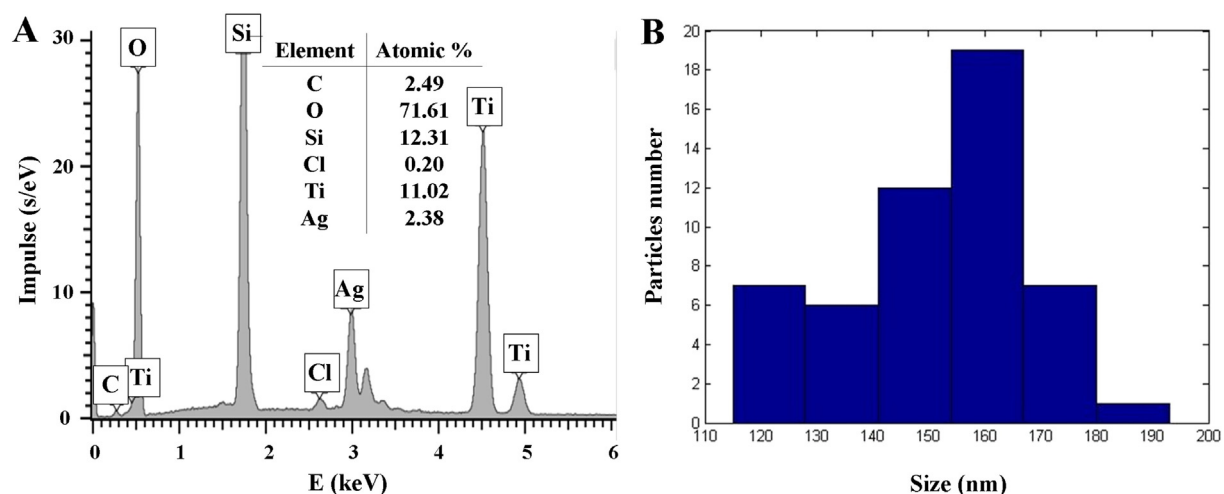 A
B
Impulse (s/eV)
30
20
10
0
O
Si
Ti
Ag
Ti
Cl
C
Ti
Element Atomic %
C 2.49
O 71.61
Si 12.31
Cl 0.20
Ti 11.02
Ag 2.38
0 1 2 3 4 5 6
E (keV)
Particles number
20
18
16
14
12
10
8
6
4
2
0
110 120 130 140 150 160 170 180 190 200
Size (nm)